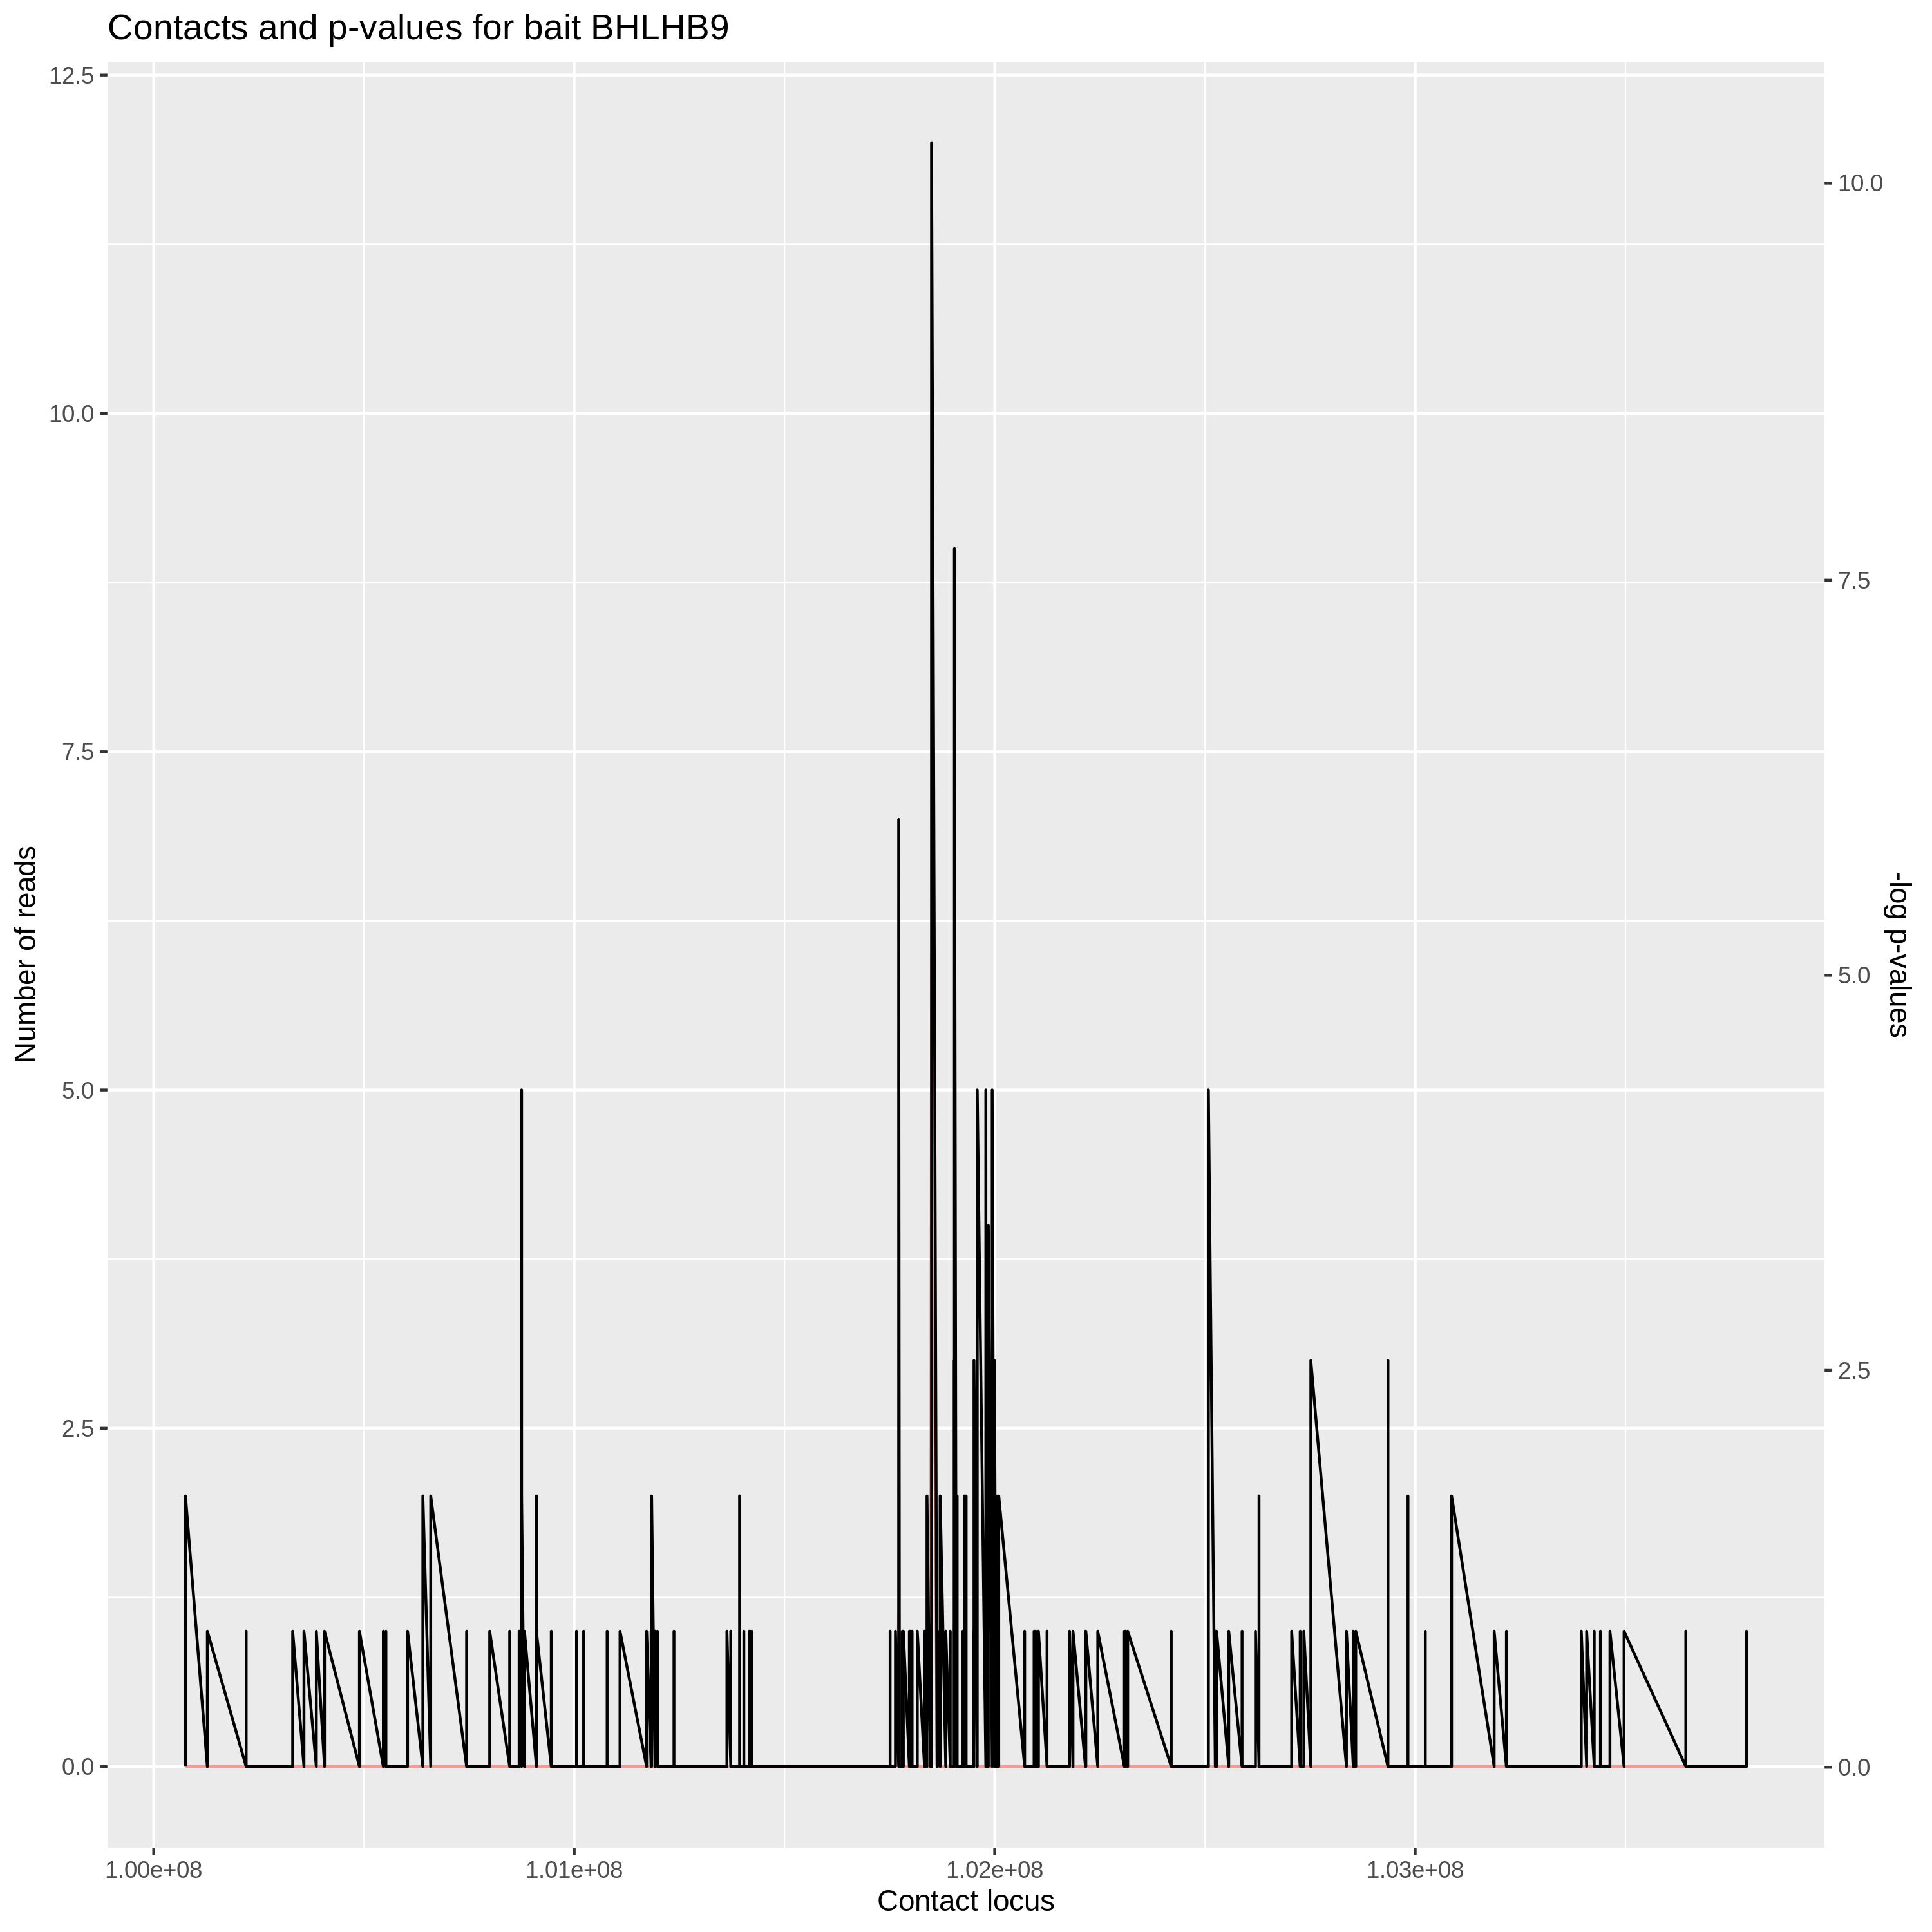 Contacts and p-values for bait BHLHB9
12.5
10.0
7.5
5.0
2.5
0.0
Number of reads
10.0
7.5
5.0
2.5
0.0
-log p-values
1.00e+08
1.01e+08
1.02e+08
1.03e+08
Contact locus